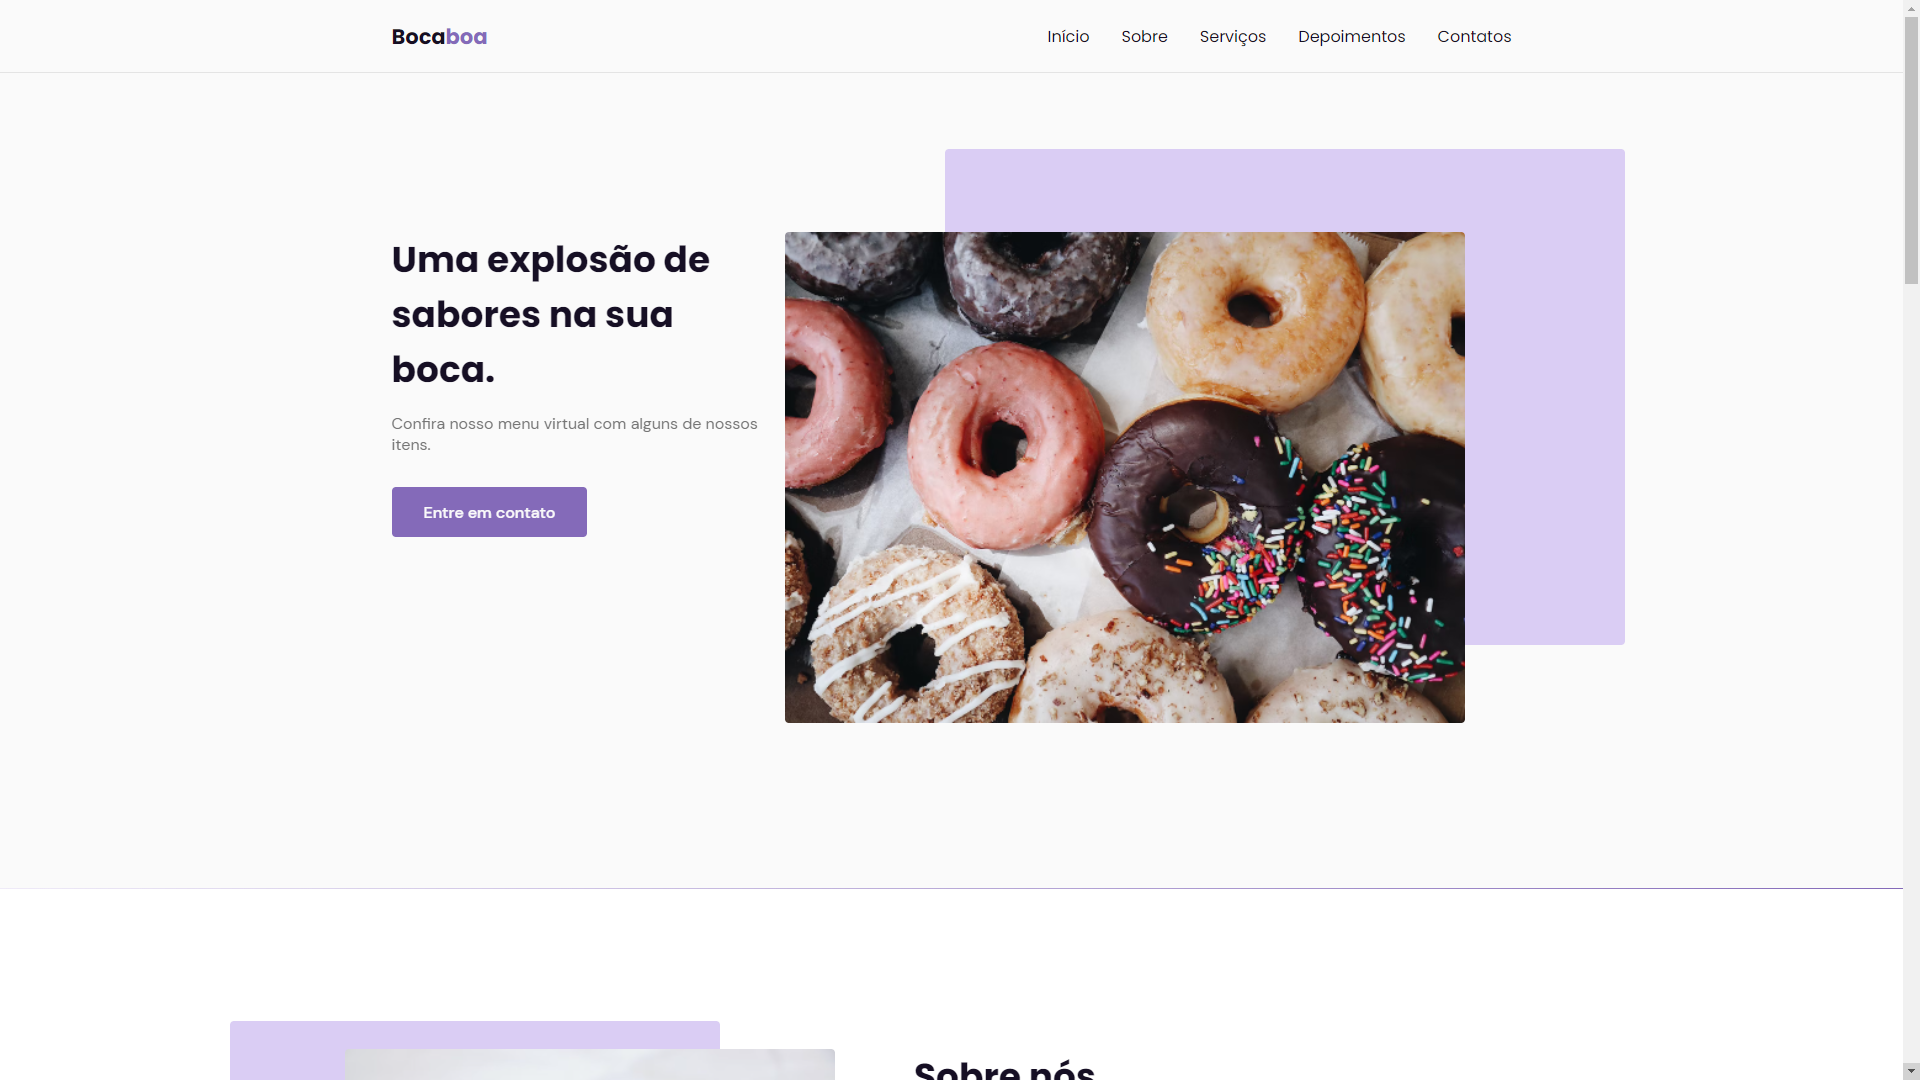 Bocaboa
Início Sobre Serviços Depoimentos Contatos
Uma explosão de
sabores na sua
boca.
Confira nosso menu virtual com alguns de nossos
itens.
Entre em contato
Sobre nós